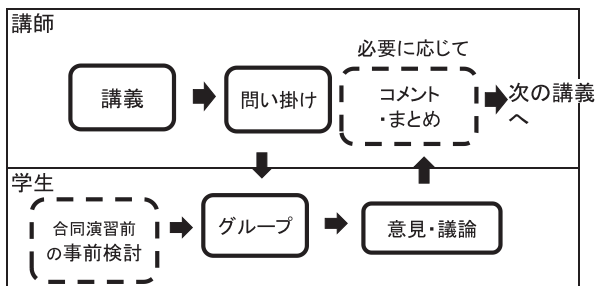 講師
必要に応じて
講義
問い掛け
コメント
・まとめ
次の講義
へ
学生
合同演習前
の事前検討
グループ
意見・議論